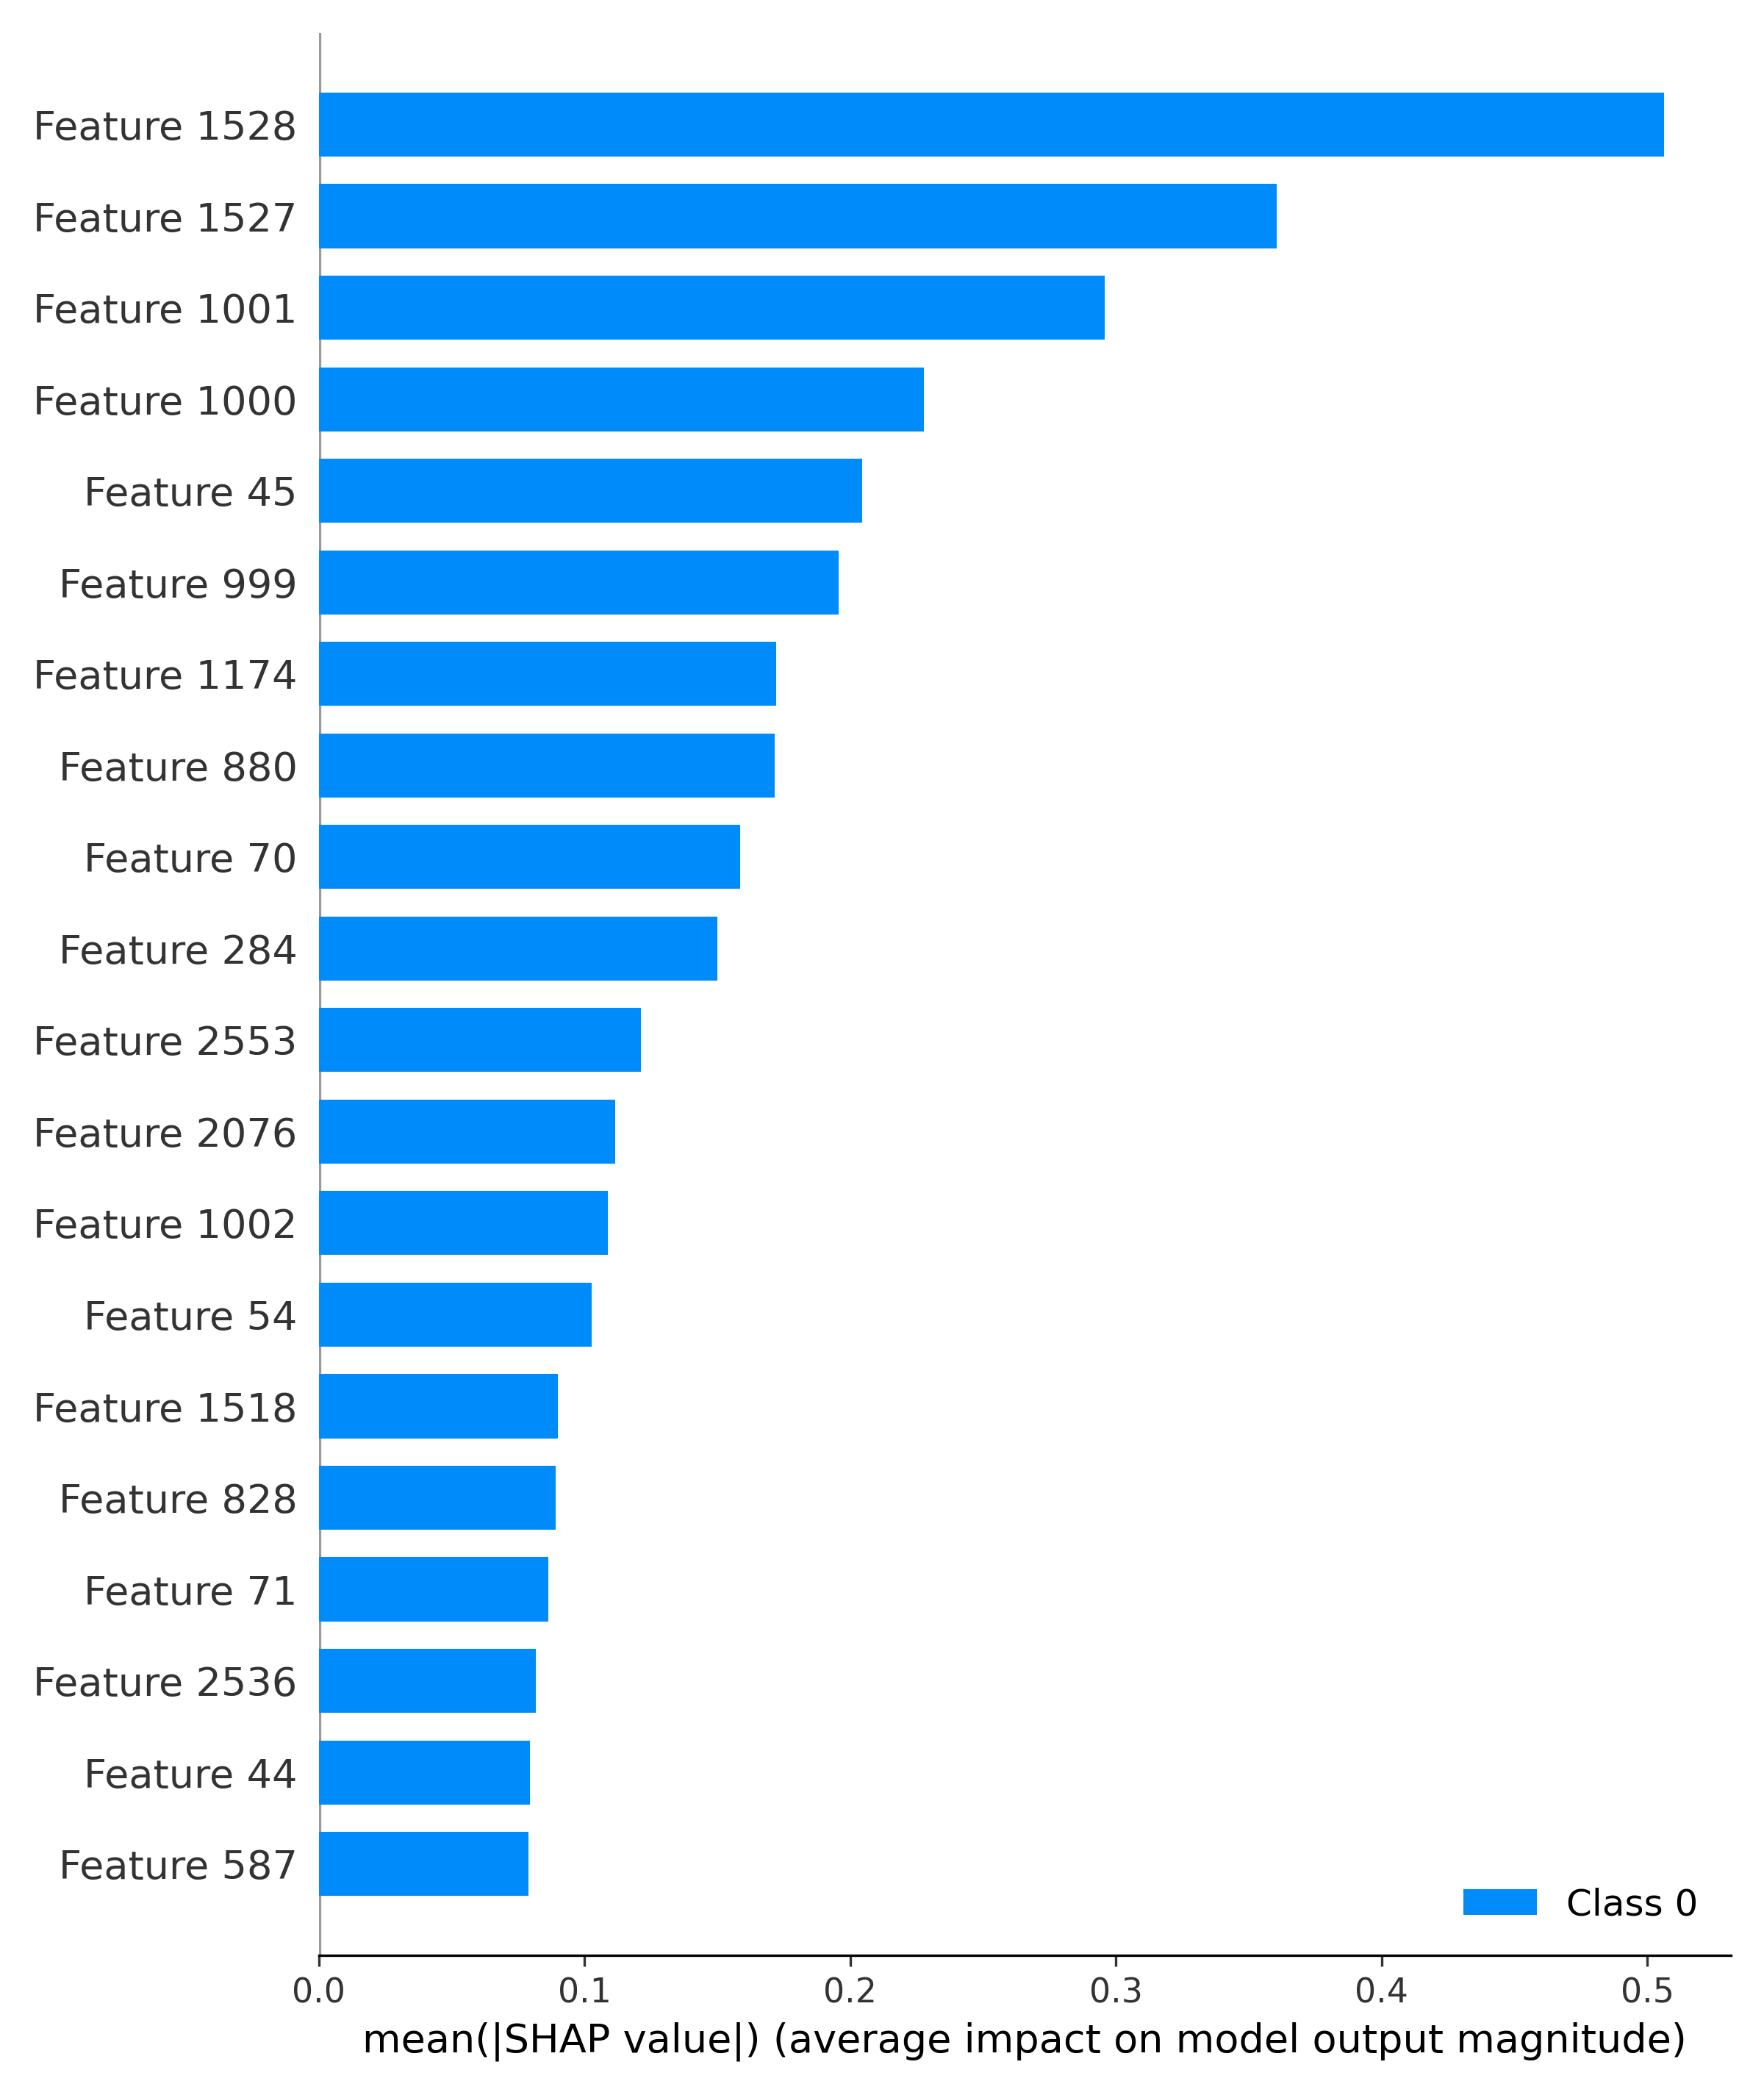 Feature 1528
Feature 1527
Feature 1001
Feature 1000
Feature 45
Feature 999
Feature 1174
Feature 880
Feature 70
Feature 284
Feature 2553
Feature 2076
Feature 1002
Feature 54
Feature 1518
Feature 828
Feature 71
Feature 2536
Feature 44
Feature 587
Class 0
0.0 0.1 0.2 0.3 0.4 0.5
mean(|SHAP value|) (average impact on model output magnitude)